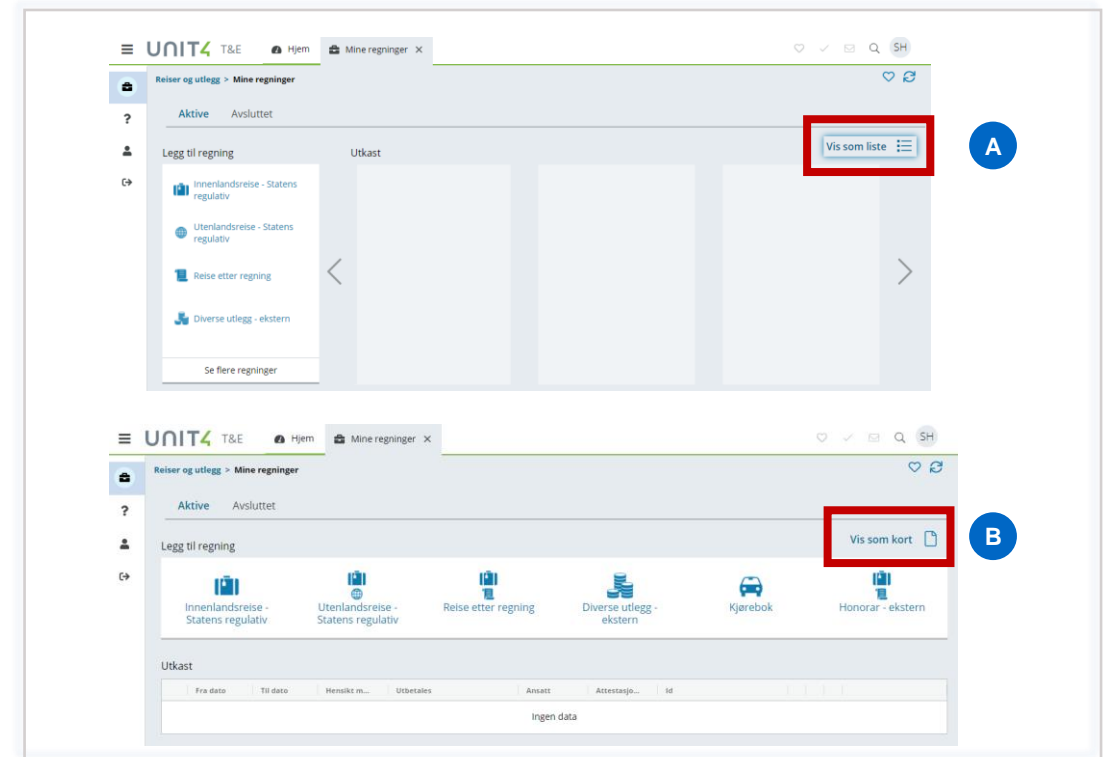 UNIT4 T&E Hjem Mine regninger ×
SH
Reiser og utlegg > Mine regninger
Aktive Avsluttet
Vis som liste
A
Legg til regning Utkast
Innenlandsreise - Statens
regulativ
Utenlandsreise - Statens
regulativ
Reise etter regning
Diverse utlegg - ekstern
Se flere regninger
UNIT4 T&E Hjem Mine regninger ×
SH
Reiser og utlegg > Mine regninger
?
Aktive Avsluttet
Vis som kort
B
Legg til regning
Innenlandsreise -
Statens regulativ
Utenlandsreise -
Statens regulativ
Reise etter regning
Diverse utlegg -
ekstern
Kjørebok
Honorar - ekstern
Utkast
Fra dato Til dato Hensikt m... Utbetales Ansatt Attestasjo... Id
Ingen data